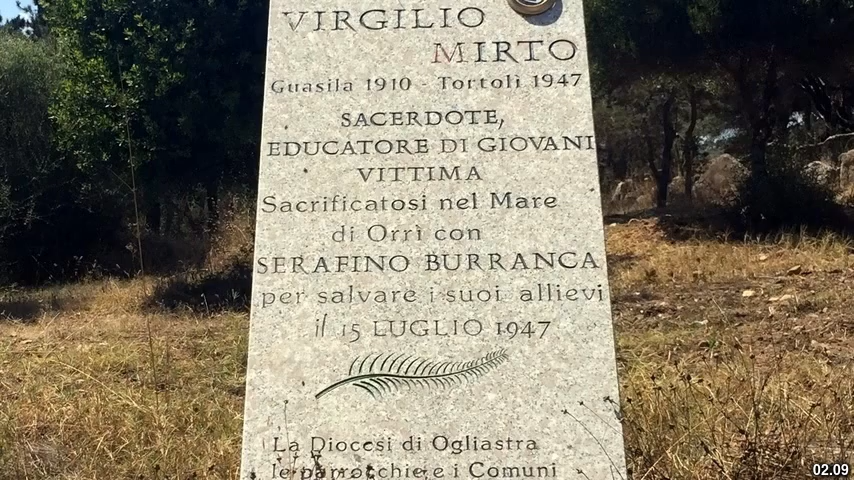 VIRGILIO
MIRTO
Guasila 1910 - Tortolì 1947
SACERDOTE,
EDUCATORE DI GIOVANI
VITTIMA
Sacrificatosi nel Mare
di Orrì con
SERAFINO BURRANCA
per salvare i suoi allievi
il 15 LUGLIO 1947
La Diocesi di Ogliastra
le parrocchie e i Comuni
02.09